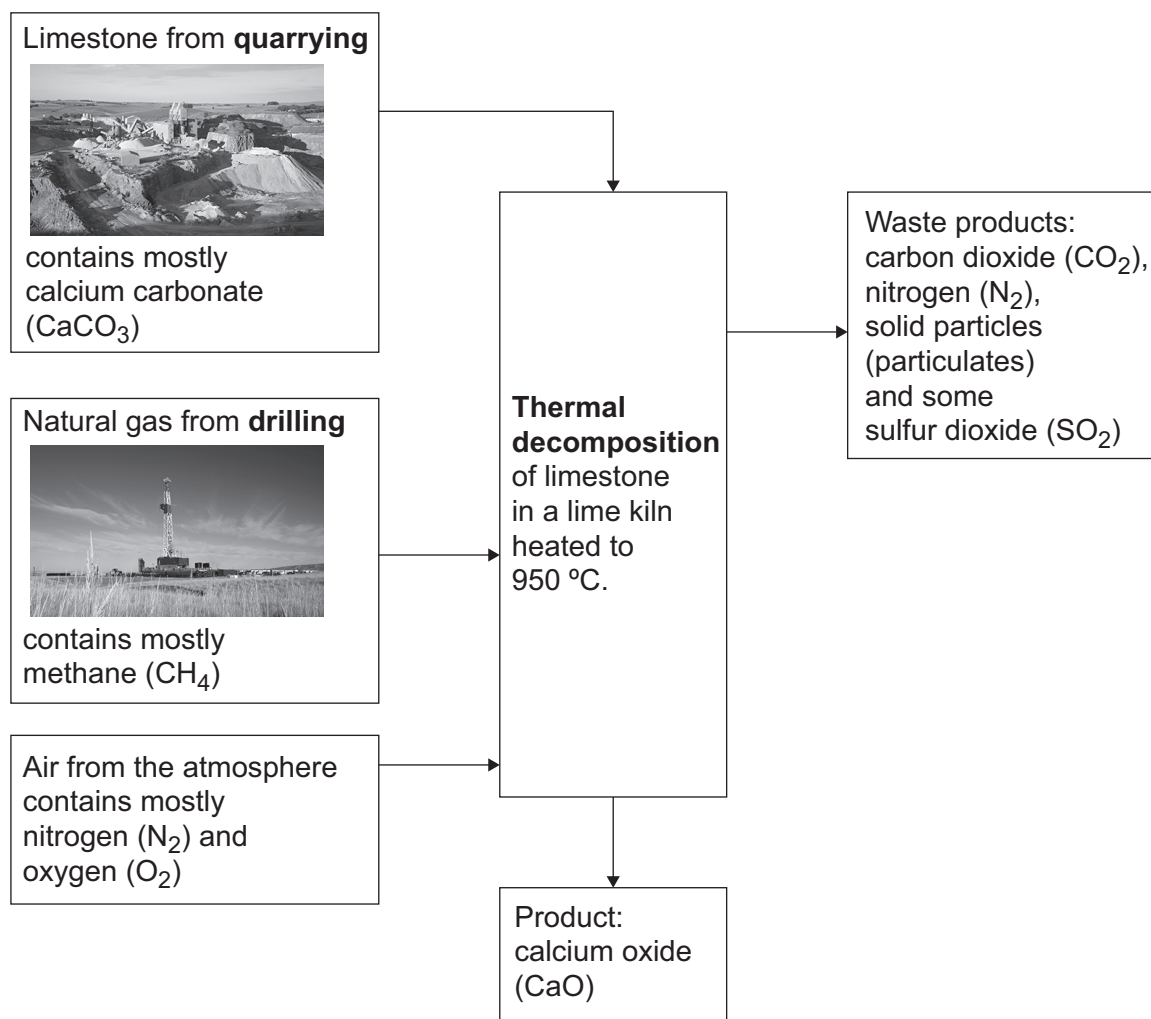 Limestone from quarrying
contains mostly
calcium carbonate
(CaCO₃)
Natural gas from drilling
contains mostly
methane (CH₄)
Air from the atmosphere
contains mostly
nitrogen (N₂) and
oxygen (O₂)
Thermal
decomposition
of limestone
in a lime kiln
heated to
950 ºC.
Waste products:
carbon dioxide (CO₂),
nitrogen (N₂),
solid particles
(particulates)
and some
sulfur dioxide (SO₂)
Product:
calcium oxide
(CaO)